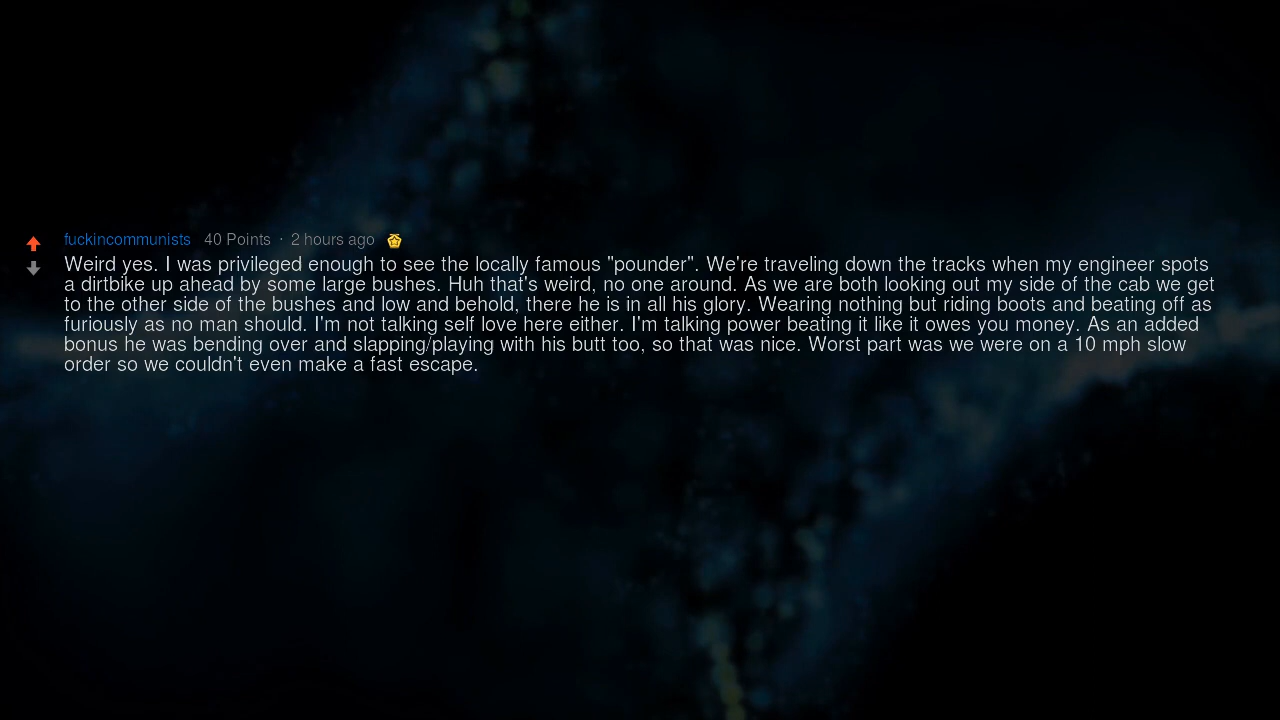 fuckincommunists 40 Points · 2 hours ago
Weird yes. I was privileged enough to see the locally famous "pounder". We're traveling down the tracks when my engineer spots
a dirtbike up ahead by some large bushes. Huh that's weird, no one around. As we are both looking out my side of the cab we get
to the other side of the bushes and low and behold, there he is in all his glory. Wearing nothing but riding boots and beating off as
furiously as no man should. I'm not talking self love here either. I'm talking power beating it like it owes you money. As an added
bonus he was bending over and slapping/playing with his butt too, so that was nice. Worst part was we were on a 10 mph slow
order so we couldn't even make a fast escape.